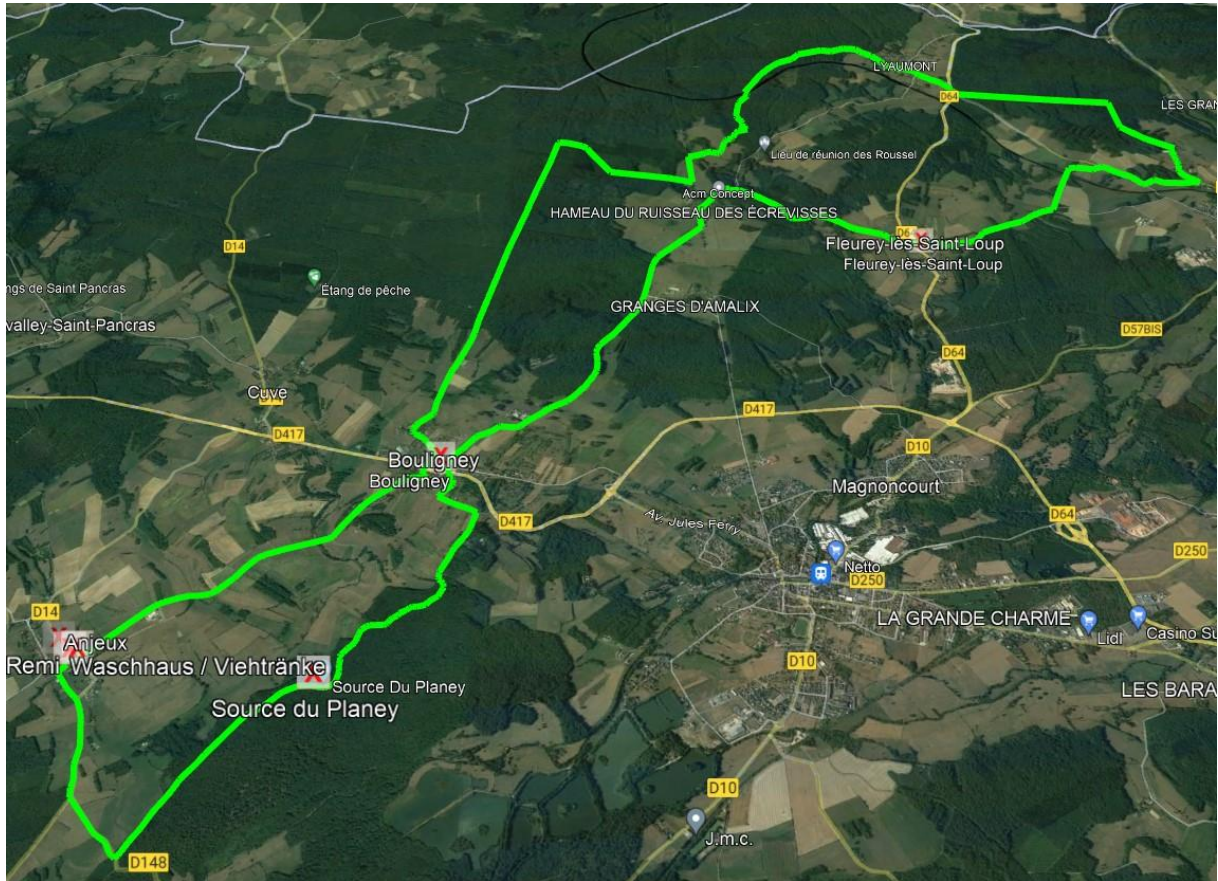 LYAUMONT
D64
LES GRAN
Lieu de réunion des Roussel
Acm Concept
HAMEAU DU RUISSEAU DES ÉCREVISSES
D14
D6
Fleurey-lès-Saint-Loup
Fleurey-lès-Saint-Loup
Étang de pêche
ngs de Saint Pancras
GRANGES D'AMALIX
valley-Saint-Pancras
D57BIS
D64
Cuve
D14
D417
D417
D10
Bouligney
Bouligney
Magnoncourt
D417
Av. Jules Ferry
D64
Netto
D250
D250
D14
Anjeux
LA GRANDE CHARME
Lidl
Casino Su
Remi
Waschhaus / Viehtränke
D10
Source Du Planey
LES BARA
Source du Planey
D10
J.m.c.
D148